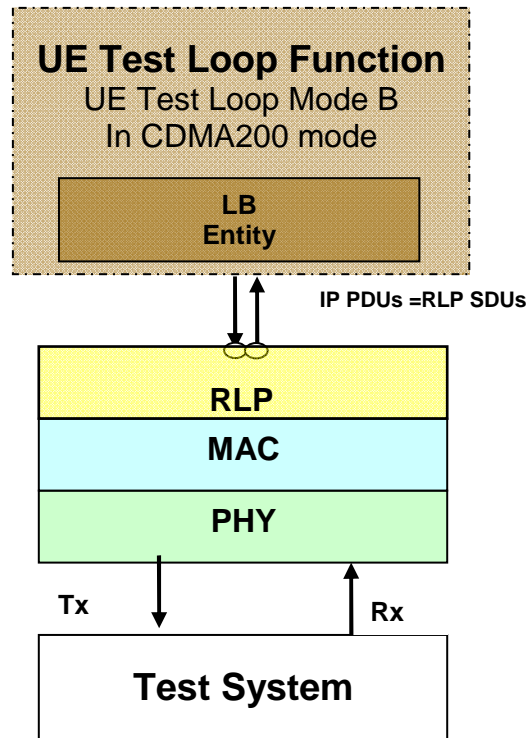 UE Test Loop Function
UE Test Loop Mode B
In CDMA200 mode
LB
Entity
IP PDUs =RLP SDUs
RLP
MAC
PHY
Tx
Rx
Test System